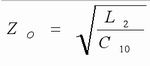 Z_O = √(L_2 / C_10)